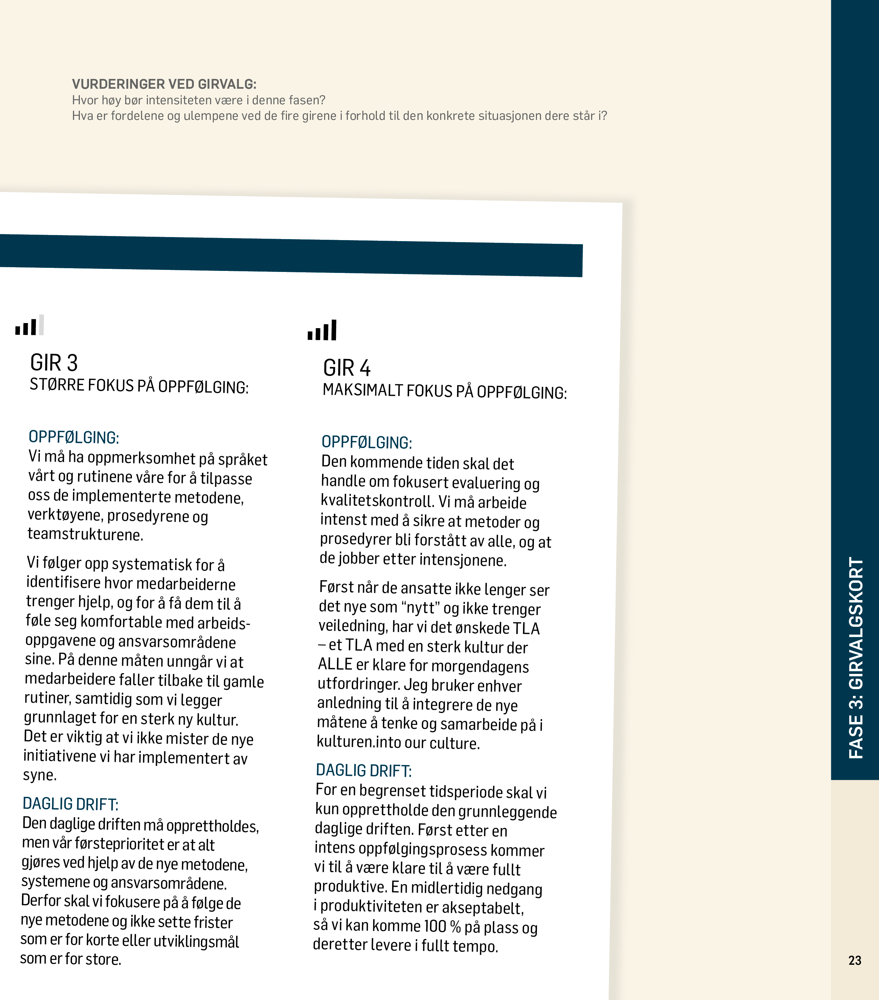 VURDERINGER VED GIRVALG:
Hvor høy bør intensiteten være i denne fasen?
Hva er fordelene og ulempene ved de fire girene i forhold til den konkrete situasjonen dere står i?
GIR 3
STØRRE FOKUS PÅ OPPFØLGING:
OPPFØLGING:
Vi må ha oppmerksomhet på språket
vårt og rutinene våre for å tilpasse
oss de implementerte metodene,
verktøyene, prosedyrene og
teamstrukturene.
Vi følger opp systematisk for å
identifisere hvor medarbeiderne
trenger hjelp, og for å få dem til å
føle seg komfortable med arbeids-
oppgavene og ansvarsområdene
sine. På denne måten unngår vi at
medarbeidere faller tilbake til gamle
rutiner, samtidig som vi legger
grunnlaget for en sterk ny kultur.
Det er viktig at vi ikke mister de nye
initiativene vi har implementert av
syne.
DAGLIG DRIFT:
Den daglige driften må opprettholdes,
men vår førsteprioritet er at alt
gjøres ved hjelp av de nye metodene,
systemene og ansvarsområdene.
Derfor skal vi fokusere på å følge de
nye metodene og ikke sette frister
som er for korte eller utviklingsmål
som er for store.
GIR 4
MAKSIMALT FOKUS PÅ OPPFØLGING:
OPPFØLGING:
Den kommende tiden skal det
handle om fokusert evaluering og
kvalitetskontroll. Vi må arbeide
intenst med å sikre at metoder og
prosedyrer bli forstått av alle, og at
de jobber etter intensjonene.
Først når de ansatte ikke lenger ser
det nye som “nytt” og ikke trenger
veiledning, har vi det ønskede TLA
– et TLA med en sterk kultur der
ALLE er klare for morgendagens
utfordringer. Jeg bruker enhver
anledning til å integrere de nye
måtene å tenke og samarbeide på i
kulturen.into our culture.
DAGLIG DRIFT:
For en begrenset tidsperiode skal vi
kun opprettholde den grunnleggende
daglige driften. Først etter en
intens oppfølgingsprosess kommer
vi til å være klare til å være fullt
produktive. En midlertidig nedgang
i produktiviteten er akseptabelt,
så vi kan komme 100 % på plass og
deretter levere i fullt tempo.
FASE 3: GIRVALGSKORT
23